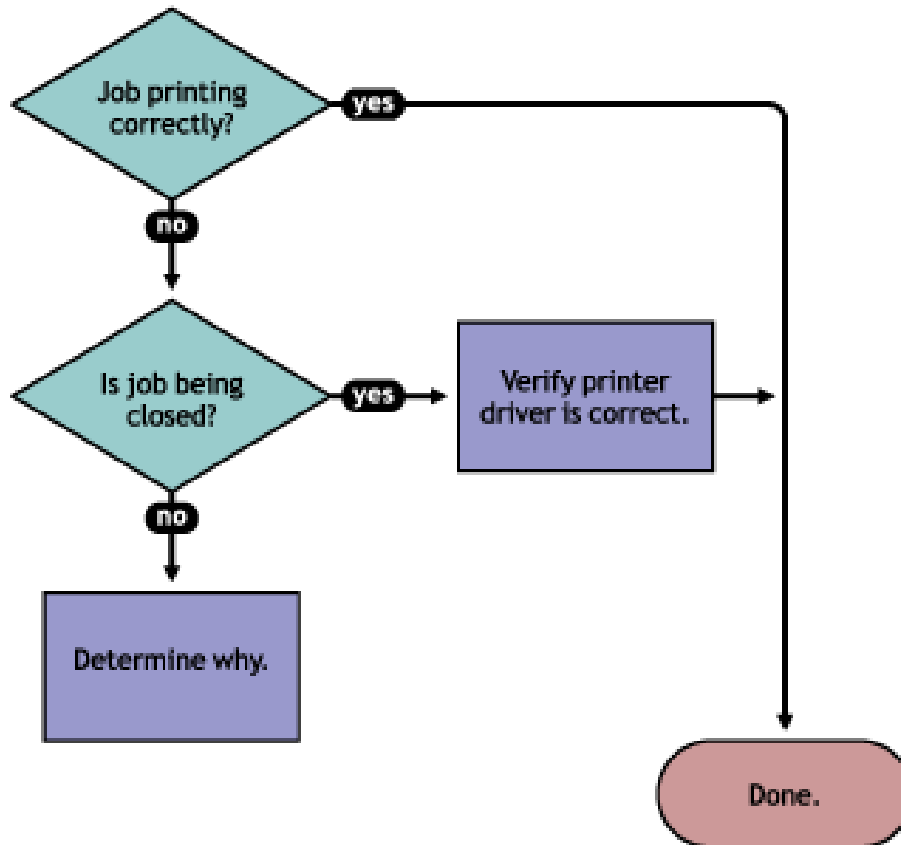 Job printing
correctly?
yes
no
Is job being
closed?
yes
Verify printer
driver is correct.
no
Determine why.
Done.